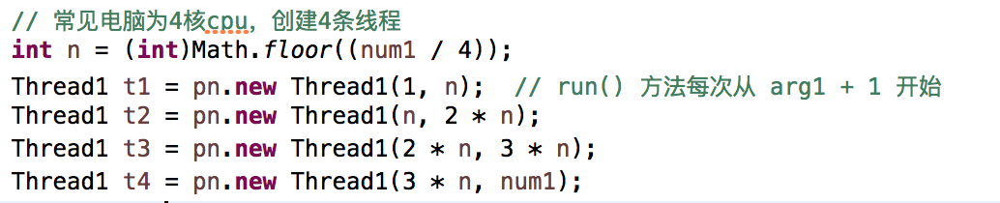 // 常见电脑为4核cpu，创建4条线程
int n = (int)Math.floor((num1 / 4));
Thread1 t1 = pn.new Thread1(1, n);  // run() 方法每次从 arg1 + 1 开始
Thread1 t2 = pn.new Thread1(n, 2 * n);
Thread1 t3 = pn.new Thread1(2 * n, 3 * n);
Thread1 t4 = pn.new Thread1(3 * n, num1);